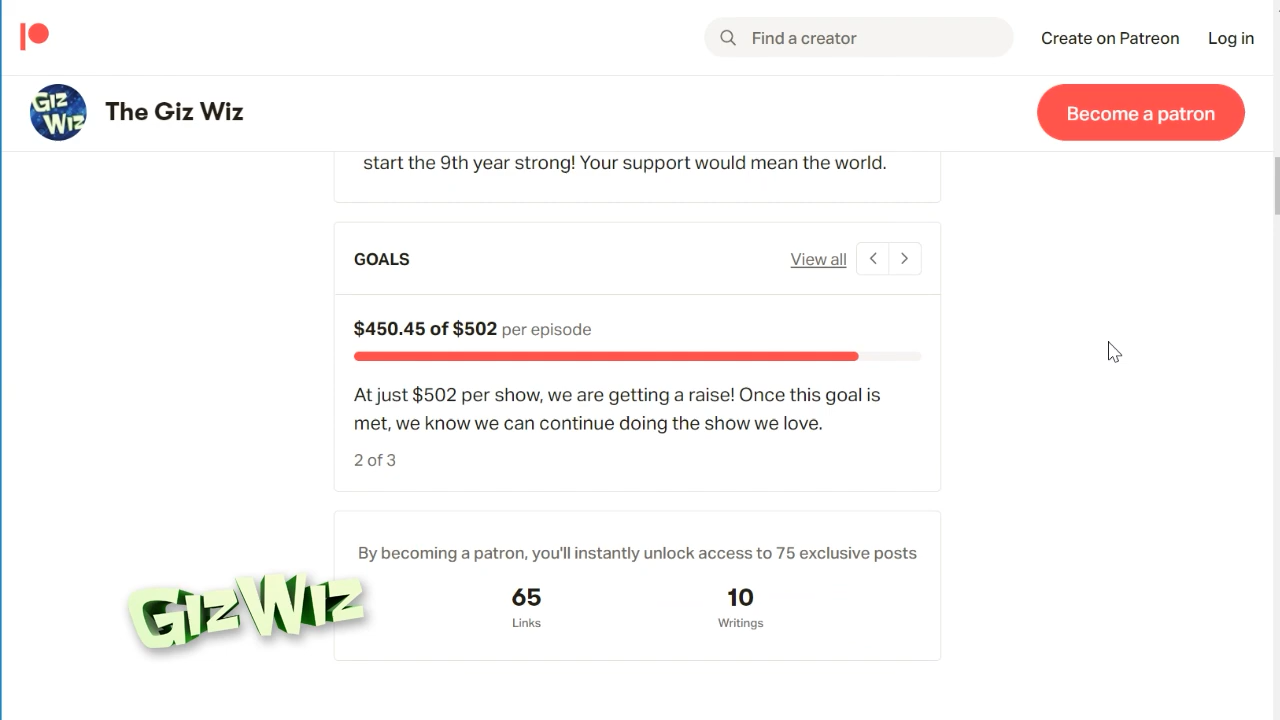 Find a creator
Create on Patreon
Log in
GIZ WIZ
The Giz Wiz
Become a patron
start the 9th year strong! Your support would mean the world.
GOALS
View all
$450.45 of $502 per episode
At just $502 per show, we are getting a raise! Once this goal is
met, we know we can continue doing the show we love.
2 of 3
By becoming a patron, you'll instantly unlock access to 75 exclusive posts
65
Links
10
Writings
GIZWIZ